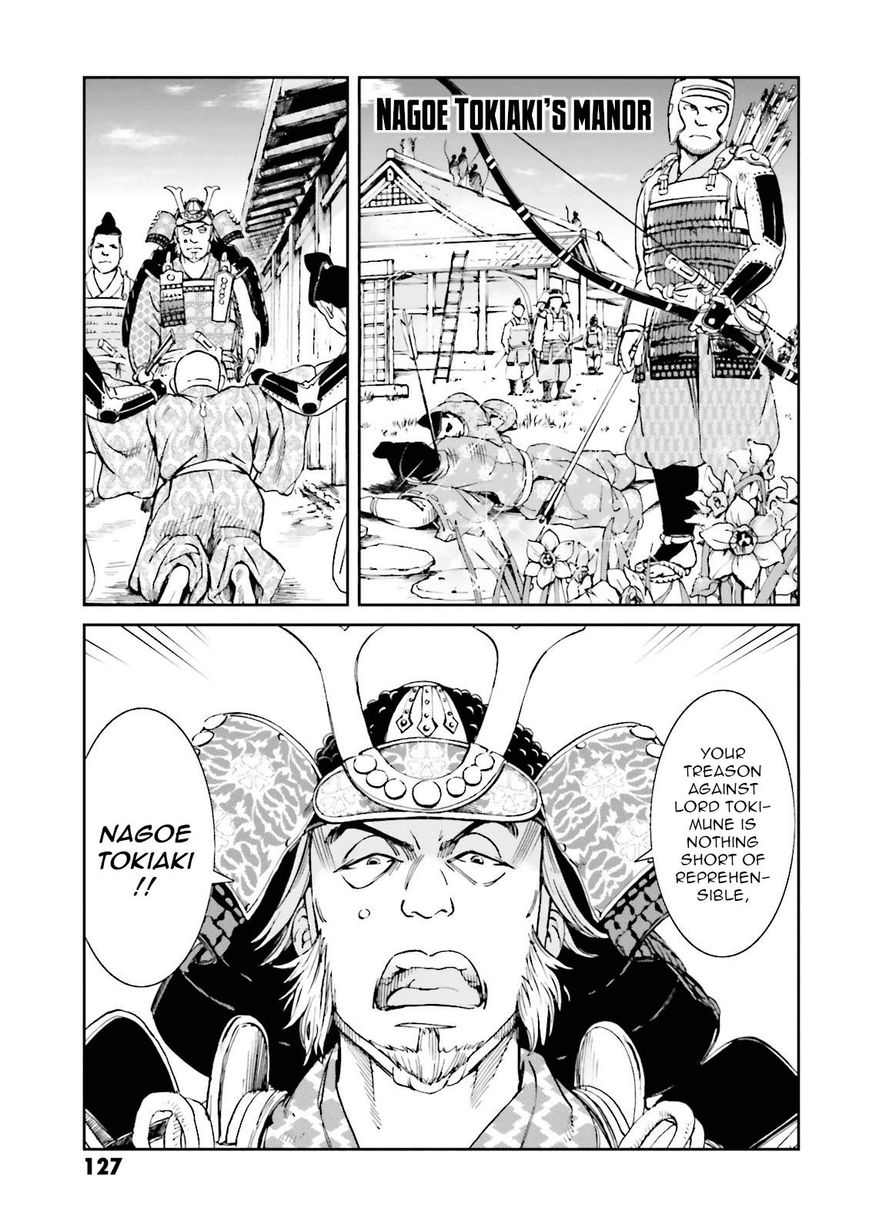 NAGOE TOKIAKI'S MANOR
YOUR
TREASON
AGAINST
LORD TOKI-
MUNE IS
NOTHING
SHORT OF
REPREHEN-
SIBLE,
NAGOE
TOKIAKI
!!
127